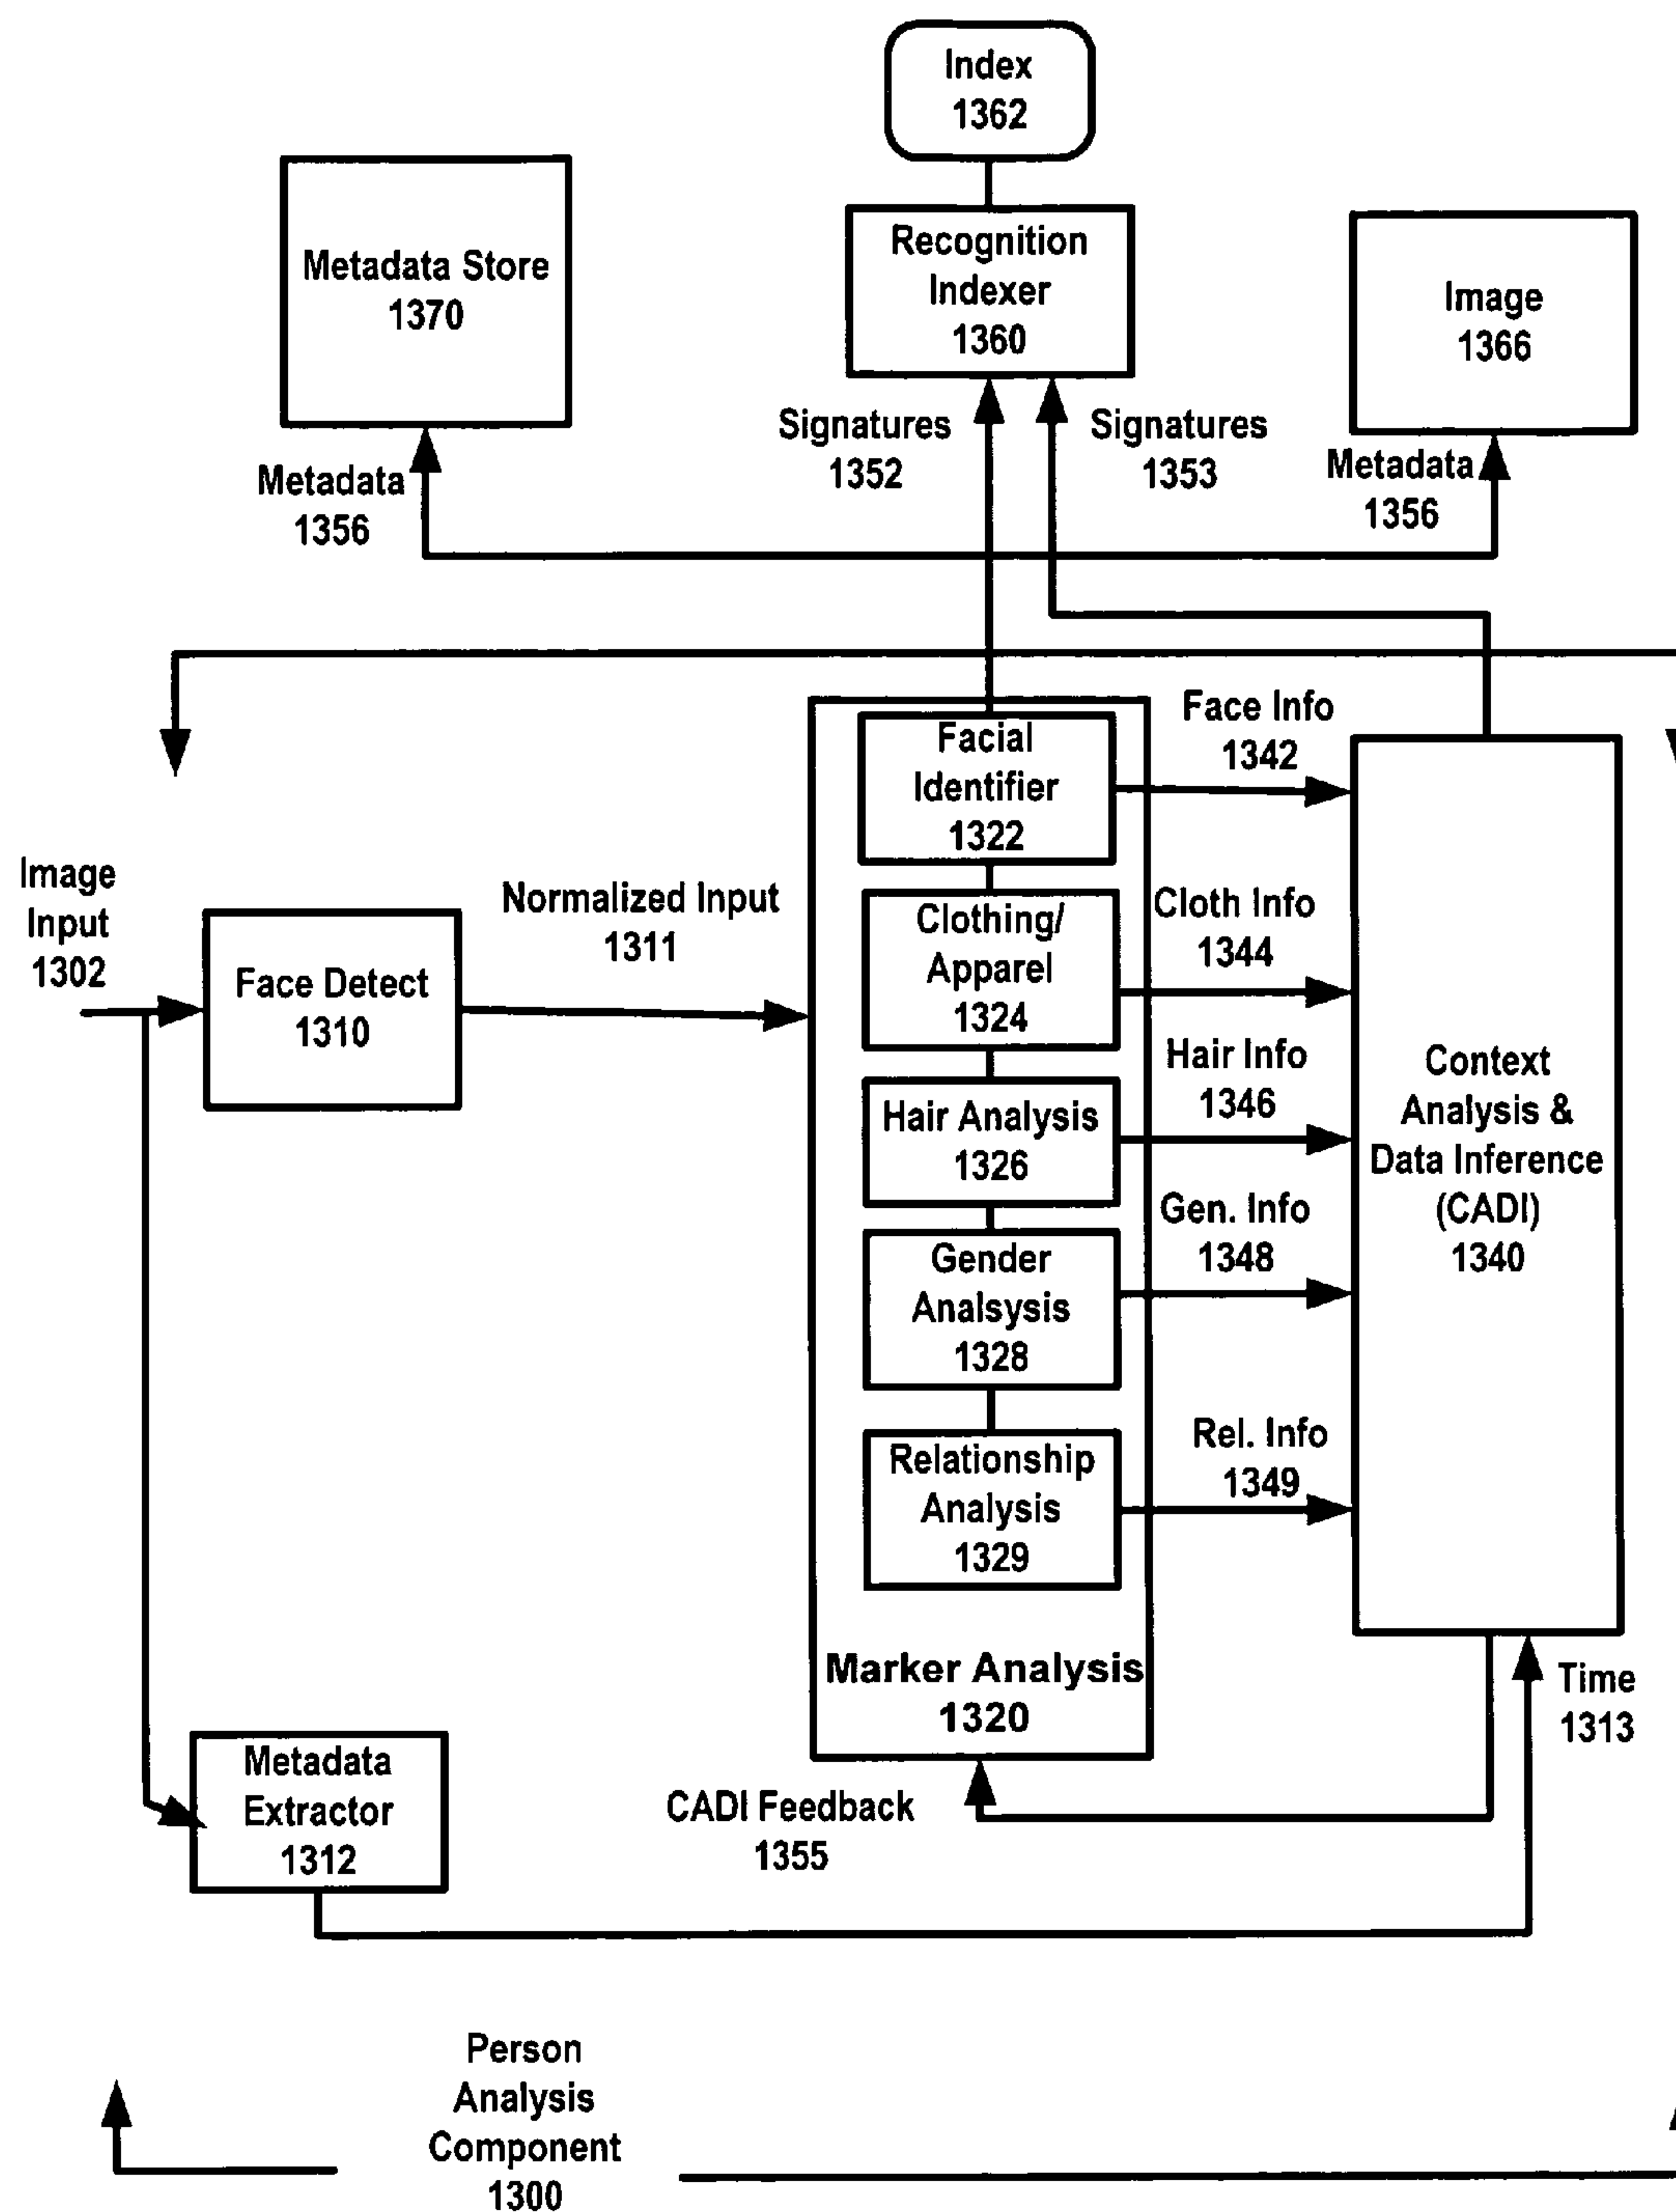 Index
1362
Metadata Store
1370
Recognition
Indexer
1360
Image
1366
Signatures
1352
Signatures
1353
Metadata
1356
Metadata
1356
Face Info
1342
Facial
Identifier
1322
Image
Input
1302
Normalized Input
1311
Cloth Info
1344
Clothing/
Apparel
1324
Face Detect
1310
Hair Info
1346
Hair Analysis
1326
Context
Analysis &
Data Inference
(CADI)
1340
Gen. Info
1348
Gender
Analsysis
1328
Rel. Info
1349
Relationship
Analysis
1329
Marker Analysis
1320
Time
1313
Metadata
Extractor
1312
CADI Feedback
1355
Person
Analysis
Component
1300